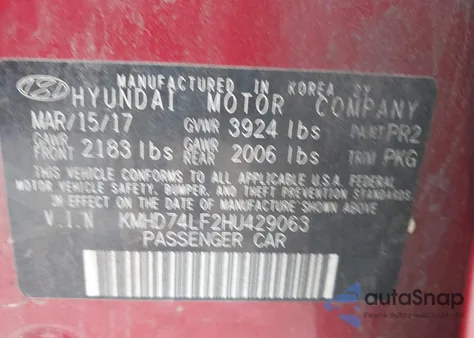 MANUFACTURED IN KOREA BY
HYUNDAI MOTOR COMPANY
MAR/15/17 GVWR 3924 lbs PAINT PR2
GAWR FRONT 2183 lbs GAWR REAR 2006 lbs TRIM PKG
THIS VEHICLE CONFORMS TO ALL APPLICABLE U.S.A. FEDERAL
MOTOR VEHICLE SAFETY, BUMPER, AND THEFT PREVENTION STANDARDS
IN EFFECT ON THE DATE OF MANUFACTURE SHOWN ABOVE.
V.I.N KMHD74LF2HU429063
PASSENGER CAR
autoSnap